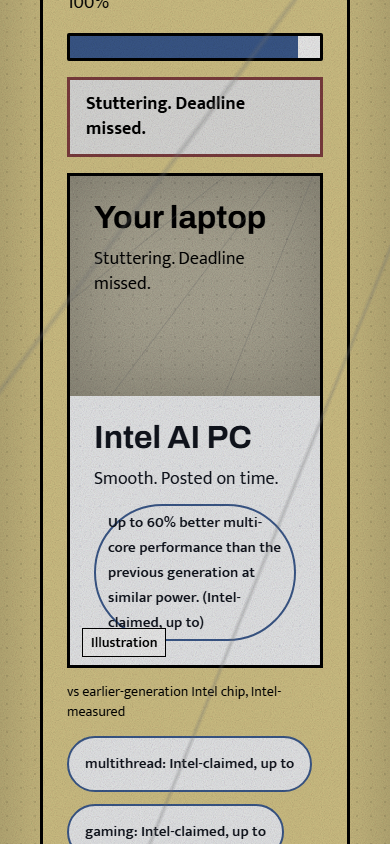 100%
Stuttering. Deadline
missed.
Your laptop
Stuttering. Deadline
missed.
Intel AI PC
Smooth. Posted on time.
Up to 60% better multi-
core performance than the
previous generation at
similar power. (Intel-
claimed, up to)
Illustration
vs earlier-generation Intel chip, Intel-
measured
multithread: Intel-claimed, up to
gaming: Intel-claimed, up to